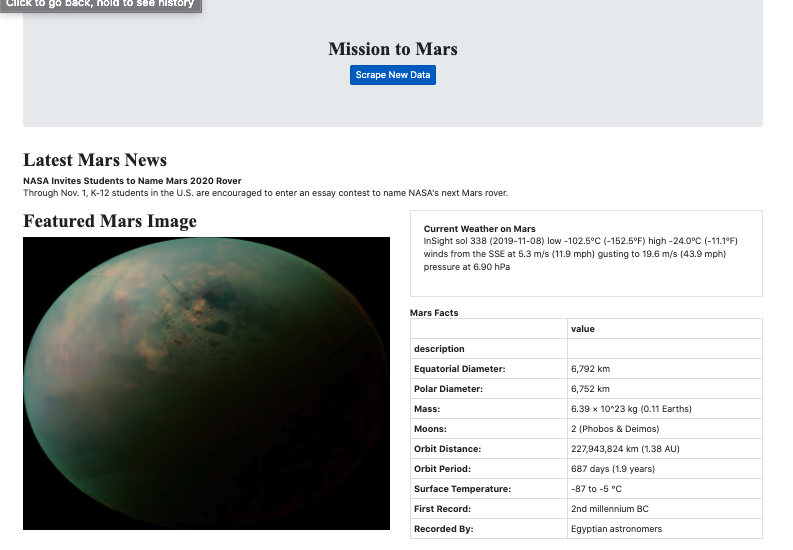 Click to go back, hold to see history
Mission to Mars
Scrape New Data
Latest Mars News
NASA Invites Students to Name Mars 2020 Rover
Through Nov. 1, K-12 students in the U.S. are encouraged to enter an essay contest to name NASA's next Mars rover.
Featured Mars Image
Current Weather on Mars
InSight sol 338 (2019-11-08) low -102.5ºC (-152.5ºF) high -24.0ºC (-11.1ºF)
winds from the SSE at 5.3 m/s (11.9 mph) gusting to 19.6 m/s (43.9 mph)
pressure at 6.90 hPa
Mars Facts
value
description
Equatorial Diameter: 6,792 km
Polar Diameter: 6,752 km
Mass: 6.39 × 10^23 kg (0.11 Earths)
Moons: 2 (Phobos & Deimos)
Orbit Distance: 227,943,824 km (1.38 AU)
Orbit Period: 687 days (1.9 years)
Surface Temperature: -87 to -5 °C
First Record: 2nd millennium BC
Recorded By: Egyptian astronomers